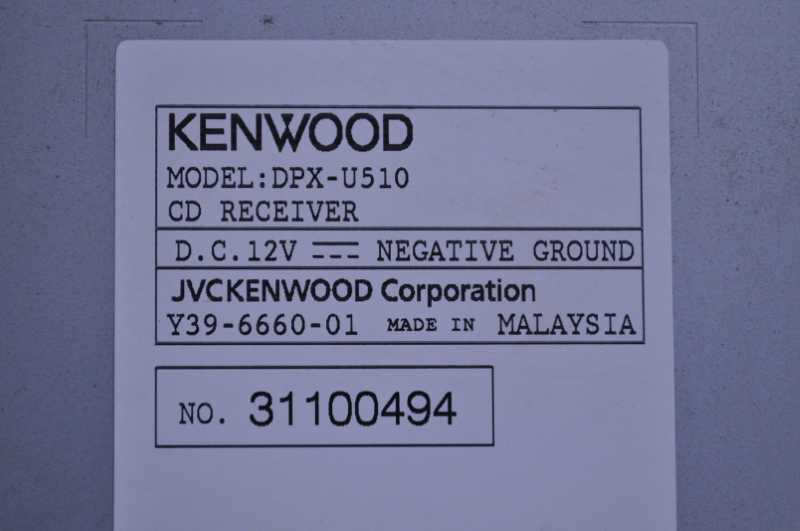 KENWOOD
MODEL:DPX-U510
CD RECEIVER
D.C.12V ⎓ NEGATIVE GROUND
JVCKENWOOD Corporation
Y39-6660-01 MADE IN MALAYSIA
NO. 31100494